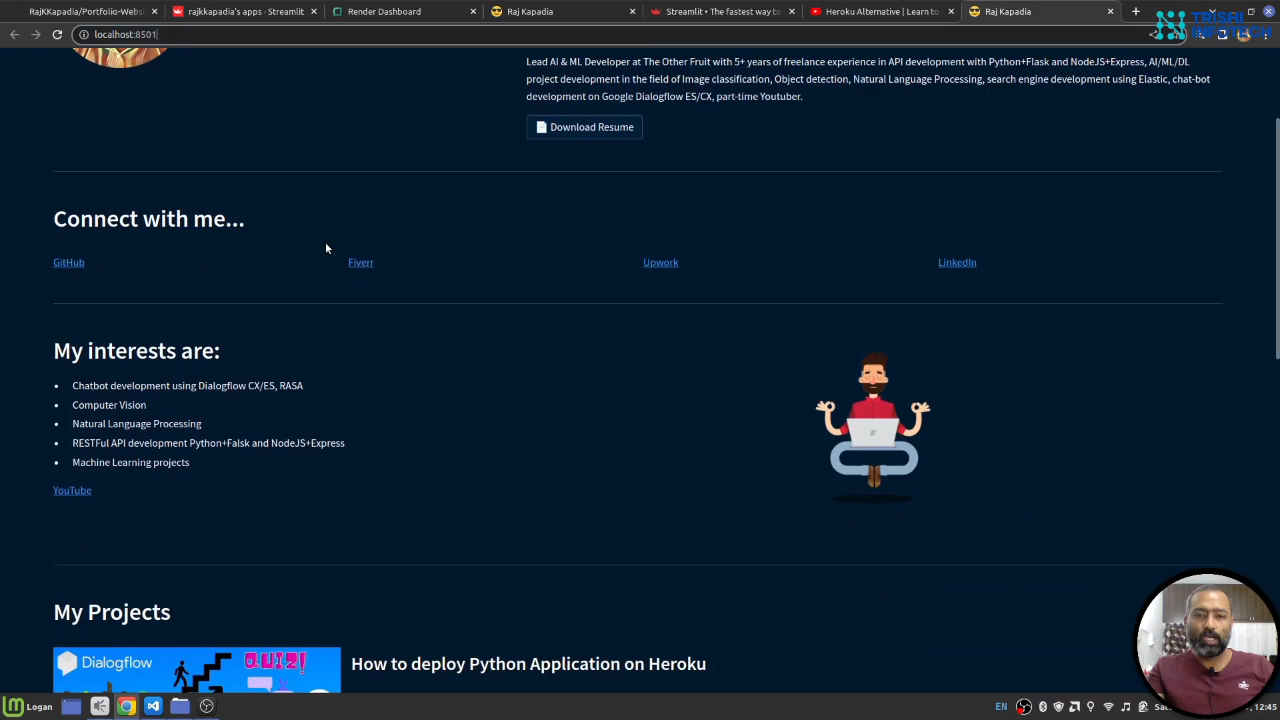 RajKKapadia/Portfolio-Websi
rajkkapadia's apps · Streamlit
Render Dashboard
Raj Kapadia
Streamlit • The fastest way to
Heroku Alternative | Learn to
Raj Kapadia
TRISAI
INFOTECH
localhost:8501
Lead AI & ML Developer at The Other Fruit with 5+ years of freelance experience in API development with Python+Flask and NodeJS+Express, AI/ML/DL
project development in the field of Image classification, Object detection, Natural Language Processing, search engine development using Elastic, chat-bot
development on Google Dialogflow ES/CX, part-time Youtuber.
Download Resume
Connect with me...
GitHub
Fiverr
Upwork
LinkedIn
My interests are:
• Chatbot development using Dialogflow CX/ES, RASA
• Computer Vision
• Natural Language Processing
• RESTFul API development Python+Falsk and NodeJS+Express
• Machine Learning projects
YouTube
My Projects
Dialogflow
QUIZ!
How to deploy Python Application on Heroku
Logan
EN
12:45